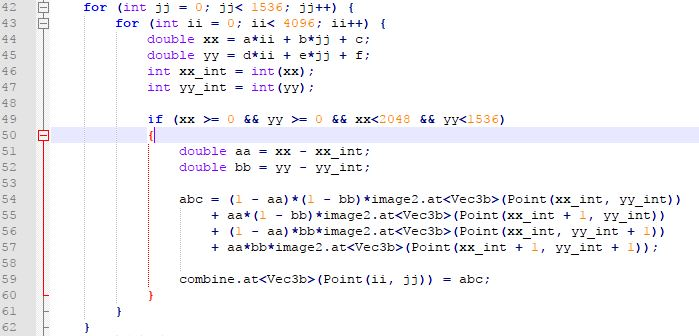 42 for (int jj = 0; jj< 1536; jj++) {
43 for (int ii = 0; ii< 4096; ii++) {
44 double xx = a*ii + b*jj + c;
45 double yy = d*ii + e*jj + f;
46 int xx_int = int(xx);
47 int yy_int = int(yy);
48
49 if (xx >= 0 && yy >= 0 && xx<2048 && yy<1536)
50 {
51 double aa = xx - xx_int;
52 double bb = yy - yy_int;
53
54 abc = (1 - aa)*(1 - bb)*image2.at<Vec3b>(Point(xx_int, yy_int))
55 + aa*(1 - bb)*image2.at<Vec3b>(Point(xx_int + 1, yy_int))
56 + (1 - aa)*bb*image2.at<Vec3b>(Point(xx_int, yy_int + 1))
57 + aa*bb*image2.at<Vec3b>(Point(xx_int + 1, yy_int + 1));
58
59 combine.at<Vec3b>(Point(ii, jj)) = abc;
60 }
61 }
62 }